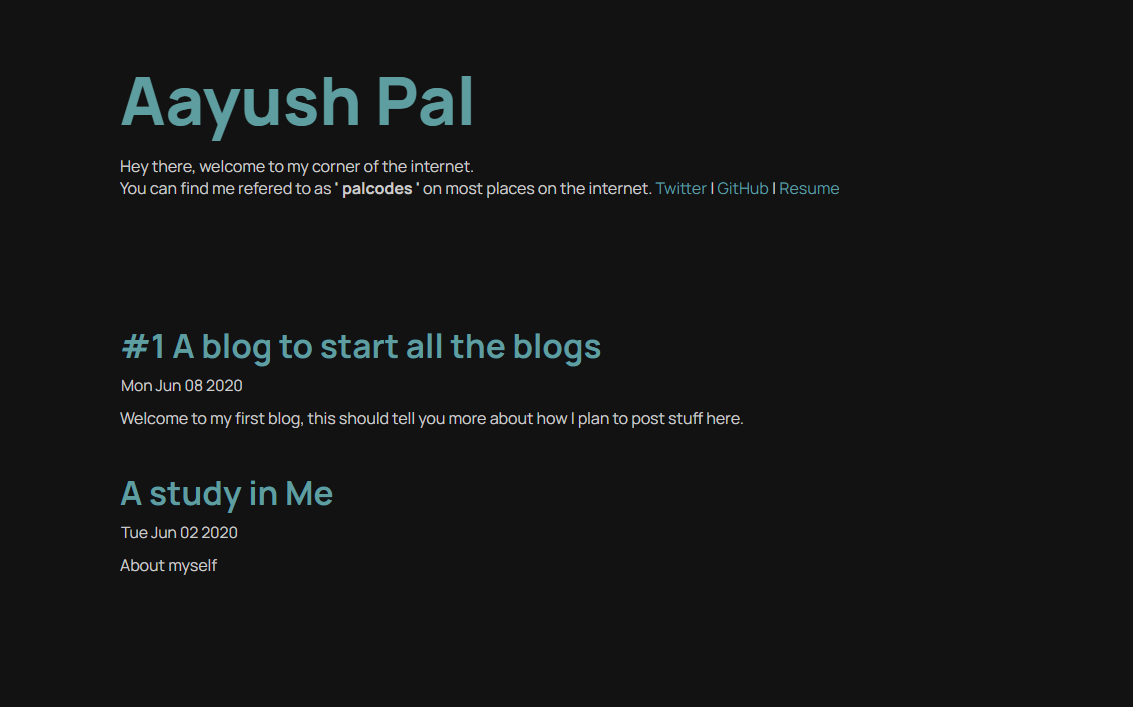 Aayush Pal
Hey there, welcome to my corner of the internet.
You can find me refered to as ' palcodes ' on most places on the internet. Twitter | GitHub | Resume
#1 A blog to start all the blogs
Mon Jun 08 2020
Welcome to my first blog, this should tell you more about how I plan to post stuff here.
A study in Me
Tue Jun 02 2020
About myself